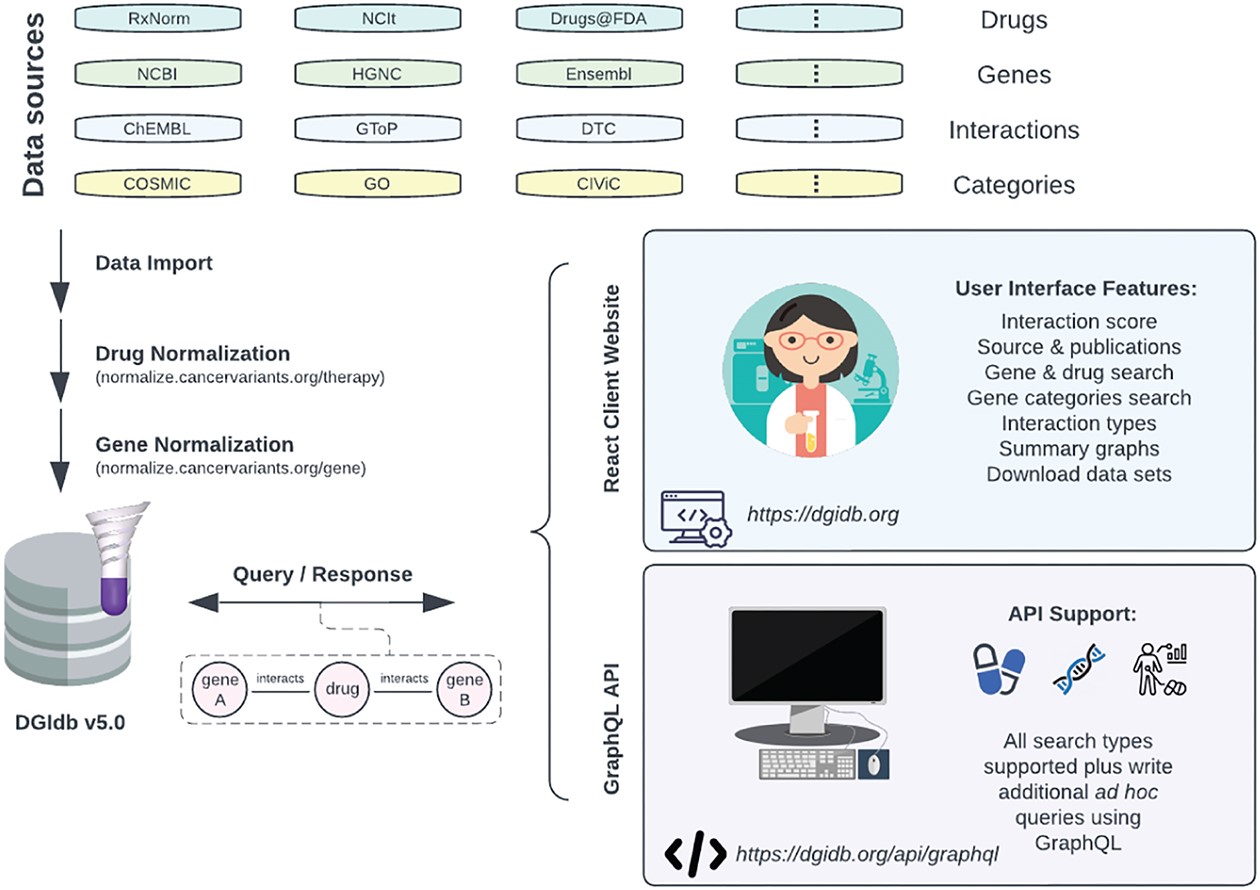 Data sources
RxNorm
NCIt
Drugs@FDA
Drugs
NCBI
HGNC
Ensembl
Genes
ChEMBL
GToP
DTC
Interactions
COSMIC
GO
CIViC
Categories
Data Import
Drug Normalization
(normalize.cancervariants.org/therapy)
Gene Normalization
(normalize.cancervariants.org/gene)
DGIdb v5.0
Query / Response
gene
A
interacts
drug
interacts
gene
B
React Client Website
User Interface Features:
Interaction score
Source & publications
Gene & drug search
Gene categories search
Interaction types
Summary graphs
Download data sets
</>
https://dgidb.org
GraphQL API
API Support:
All search types
supported plus write
additional ad hoc
queries using
GraphQL
</>
https://dgidb.org/api/graphql